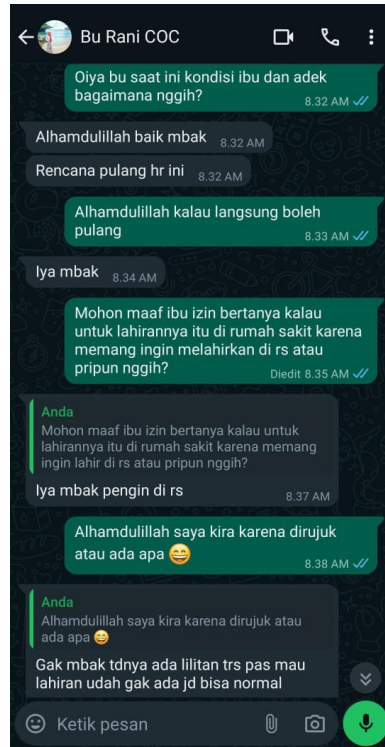 Bu Rani COC
Oiya bu saat ini kondisi ibu dan adek
bagaimana nggih?
8.32 AM
Alhamdulillah baik mbak 8.32 AM
Rencana pulang hr ini 8.32 AM
Alhamdulillah kalau langsung boleh
pulang
8.33 AM
Iya mbak 8.34 AM
Mohon maaf ibu izin bertanya kalau
untuk lahirannya itu di rumah sakit karena
memang ingin melahirkan di rs atau
pripun nggih?
Diedit 8.35 AM
Anda
Mohon maaf ibu izin bertanya kalau untuk
lahirannya itu di rumah sakit karena memang
ingin lahir di rs atau pripun nggih?
Iya mbak pengin di rs
8.37 AM
Alhamdulillah saya kira karena dirujuk
atau ada apa 😄
8.38 AM
Anda
Alhamdulillah saya kira karena dirujuk atau
ada apa 😄
Gak mbak tdnya ada lilitan trs pas mau
lahiran udah gak ada jd bisa normal
Ketik pesan